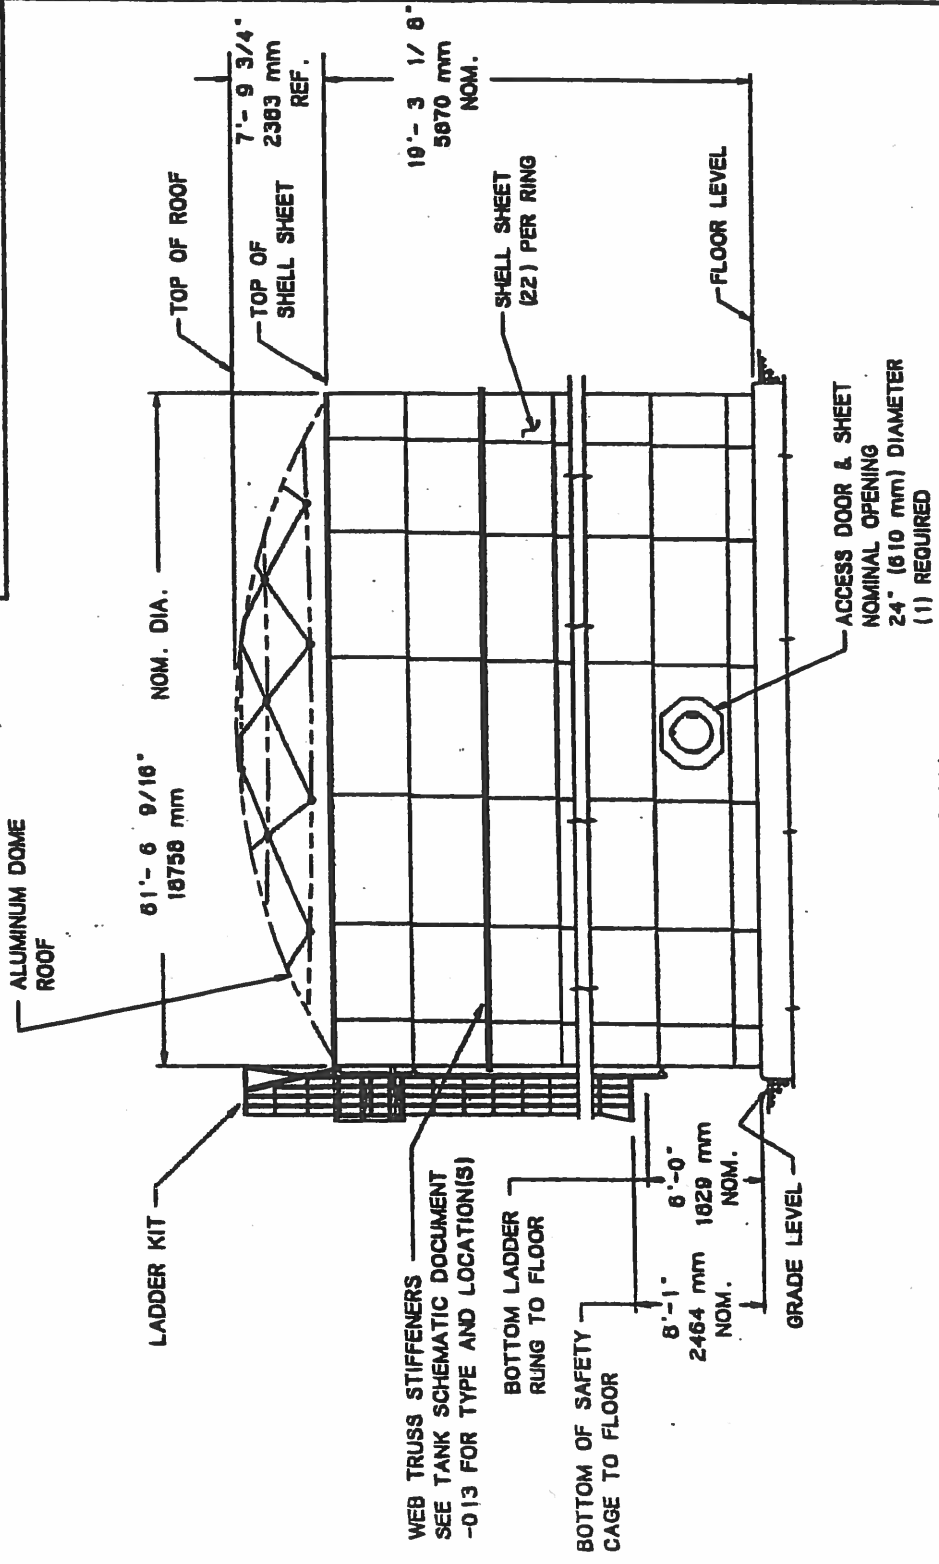 ALUMINUM DOME
ROOF
61'- 6 9/16" NOM. DIA.
18758 mm
TOP OF ROOF
7'- 9 3/4"
2383 mm
REF.
TOP OF
SHELL SHEET
19'- 3 1/ 8"
5870 mm
NOM.
LADDER KIT
SHELL SHEET
(22) PER RING
WEB TRUSS STIFFENERS
SEE TANK SCHEMATIC DOCUMENT
-013 FOR TYPE AND LOCATION(S)
BOTTOM LADDER
RUNG TO FLOOR
BOTTOM OF SAFETY
CAGE TO FLOOR
6'-0"
1829 mm
NOM.
8'-1"
2464 mm
NOM.
GRADE LEVEL
FLOOR LEVEL
ACCESS DOOR & SHEET
NOMINAL OPENING
24" (610 mm) DIAMETER
(1) REQUIRED